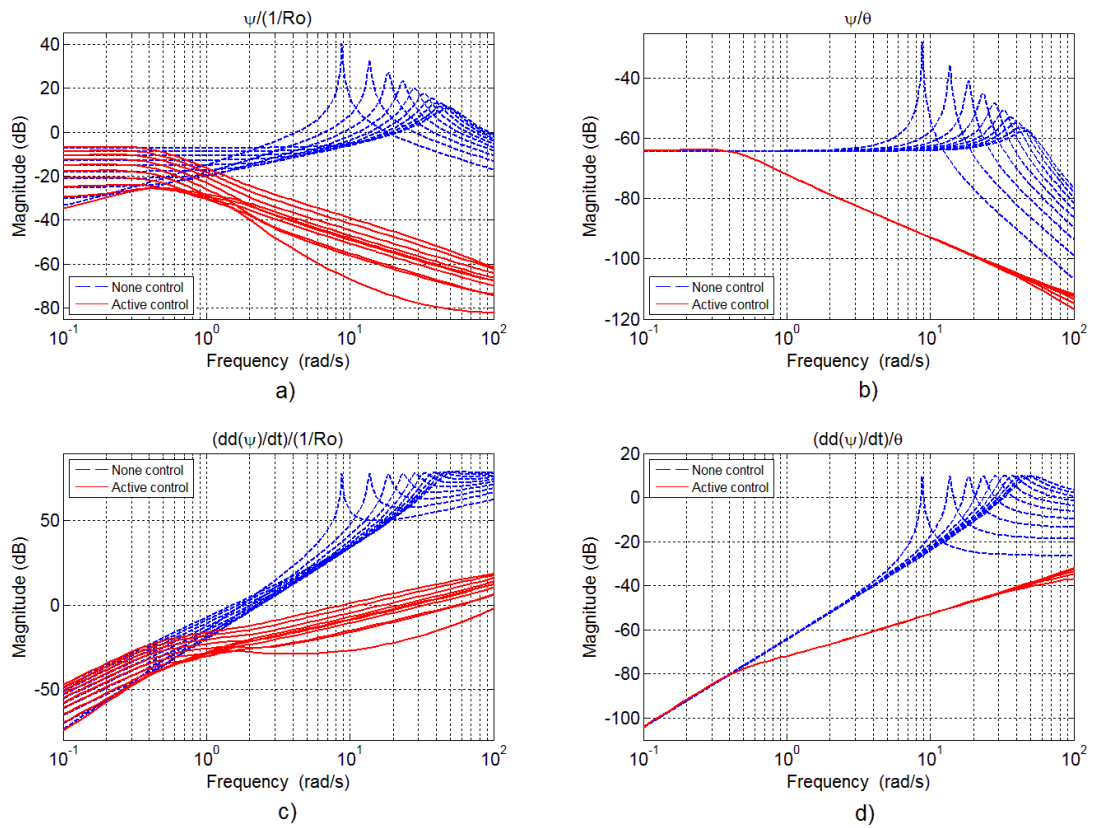 ψ/(1/Ro)
Magnitude (dB)
40
20
0
-20
-40
-60
-80
None control
Active control
10^-1
10^0
10^1
10^2
Frequency (rad/s)
a)
ψ/θ
Magnitude (dB)
-40
-60
-80
-100
-120
None control
Active control
10^-1
10^0
10^1
10^2
Frequency (rad/s)
b)
(dd(ψ)/dt)/(1/Ro)
Magnitude (dB)
50
0
-50
None control
Active control
10^-1
10^0
10^1
10^2
Frequency (rad/s)
c)
(dd(ψ)/dt)/θ
Magnitude (dB)
20
0
-20
-40
-60
-80
-100
None control
Active control
10^-1
10^0
10^1
10^2
Frequency (rad/s)
d)